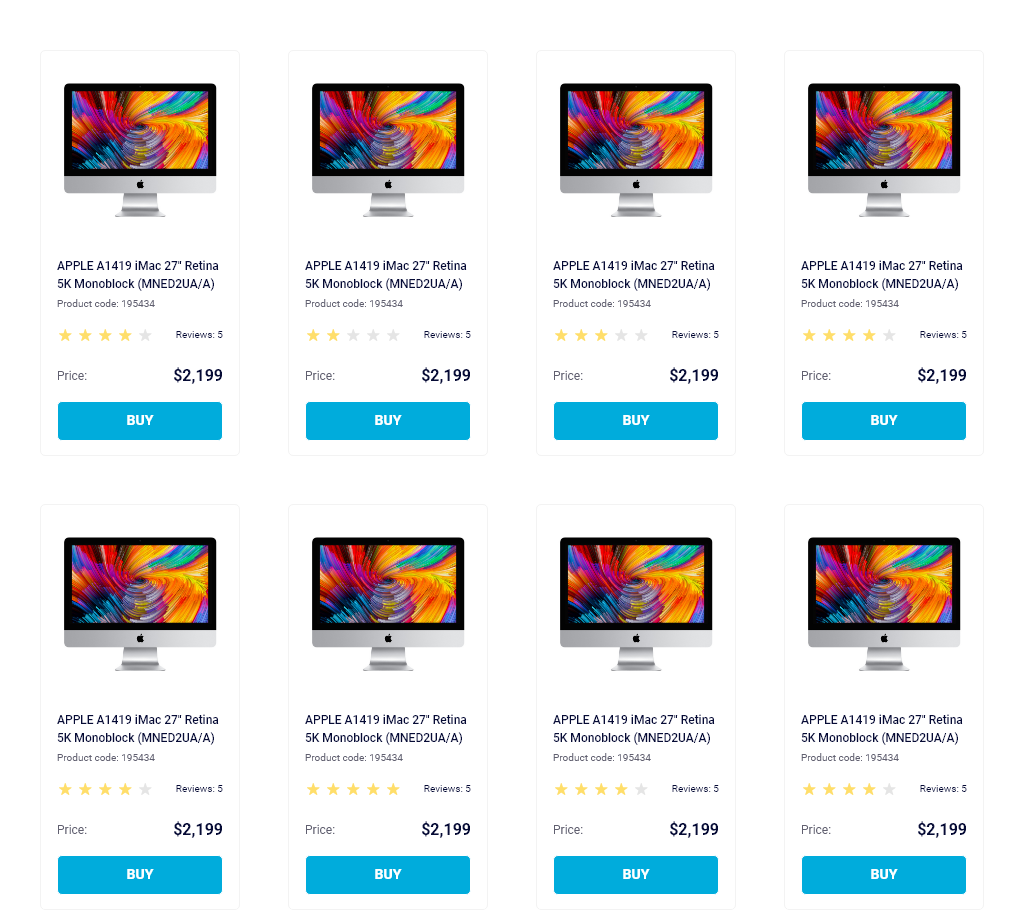 APPLE A1419 iMac 27" Retina
5K Monoblock (MNED2UA/A)
Product code: 195434
Reviews: 5
Price: $2,199
BUY
APPLE A1419 iMac 27" Retina
5K Monoblock (MNED2UA/A)
Product code: 195434
Reviews: 5
Price: $2,199
BUY
APPLE A1419 iMac 27" Retina
5K Monoblock (MNED2UA/A)
Product code: 195434
Reviews: 5
Price: $2,199
BUY
APPLE A1419 iMac 27" Retina
5K Monoblock (MNED2UA/A)
Product code: 195434
Reviews: 5
Price: $2,199
BUY
APPLE A1419 iMac 27" Retina
5K Monoblock (MNED2UA/A)
Product code: 195434
Reviews: 5
Price: $2,199
BUY
APPLE A1419 iMac 27" Retina
5K Monoblock (MNED2UA/A)
Product code: 195434
Reviews: 5
Price: $2,199
BUY
APPLE A1419 iMac 27" Retina
5K Monoblock (MNED2UA/A)
Product code: 195434
Reviews: 5
Price: $2,199
BUY
APPLE A1419 iMac 27" Retina
5K Monoblock (MNED2UA/A)
Product code: 195434
Reviews: 5
Price: $2,199
BUY